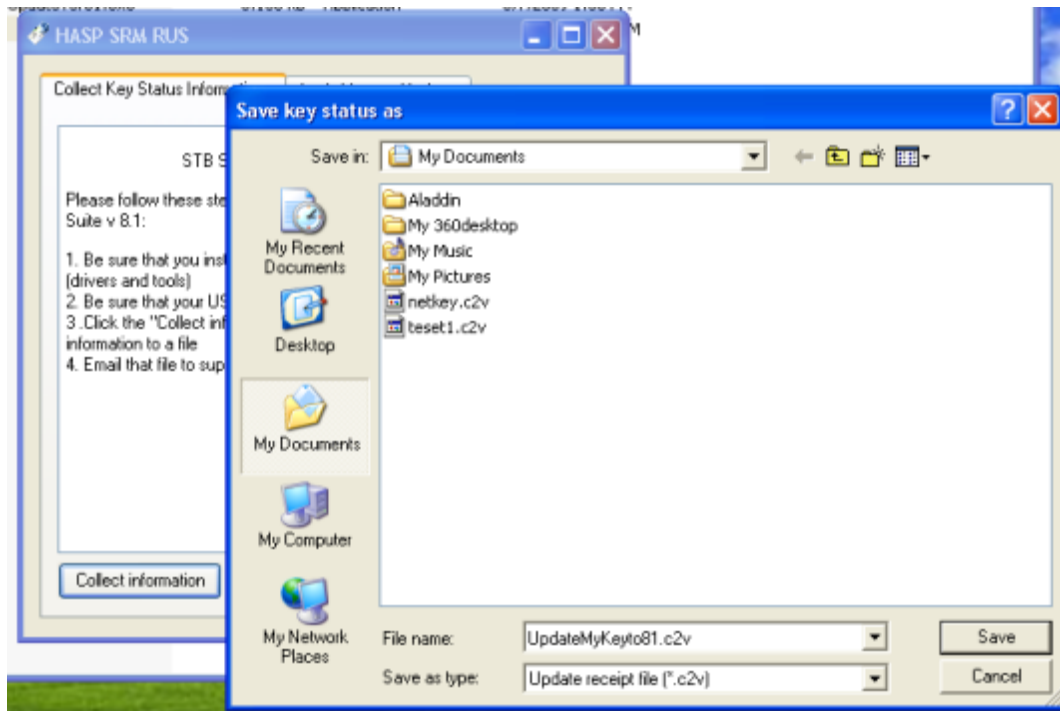 HASP SRM RUS
Collect Key Status
STB S
Please follow these ste
Suite v 8.1:
1. Be sure that you inst
(drivers and tools)
2. Be sure that your US
3 .Click the "Collect inf
information to a file
4. Email that file to sup
Collect information
Save key status as
Save in:
My Documents
My Recent
Documents
Desktop
My Documents
My Computer
My Network
Places
Aladdin
My 360desktop
My Music
My Pictures
netkey.c2v
teset1.c2v
File name:
UpdateMyKeyto81.c2v
Save
Save as type:
Update receipt file (*.c2v)
Cancel